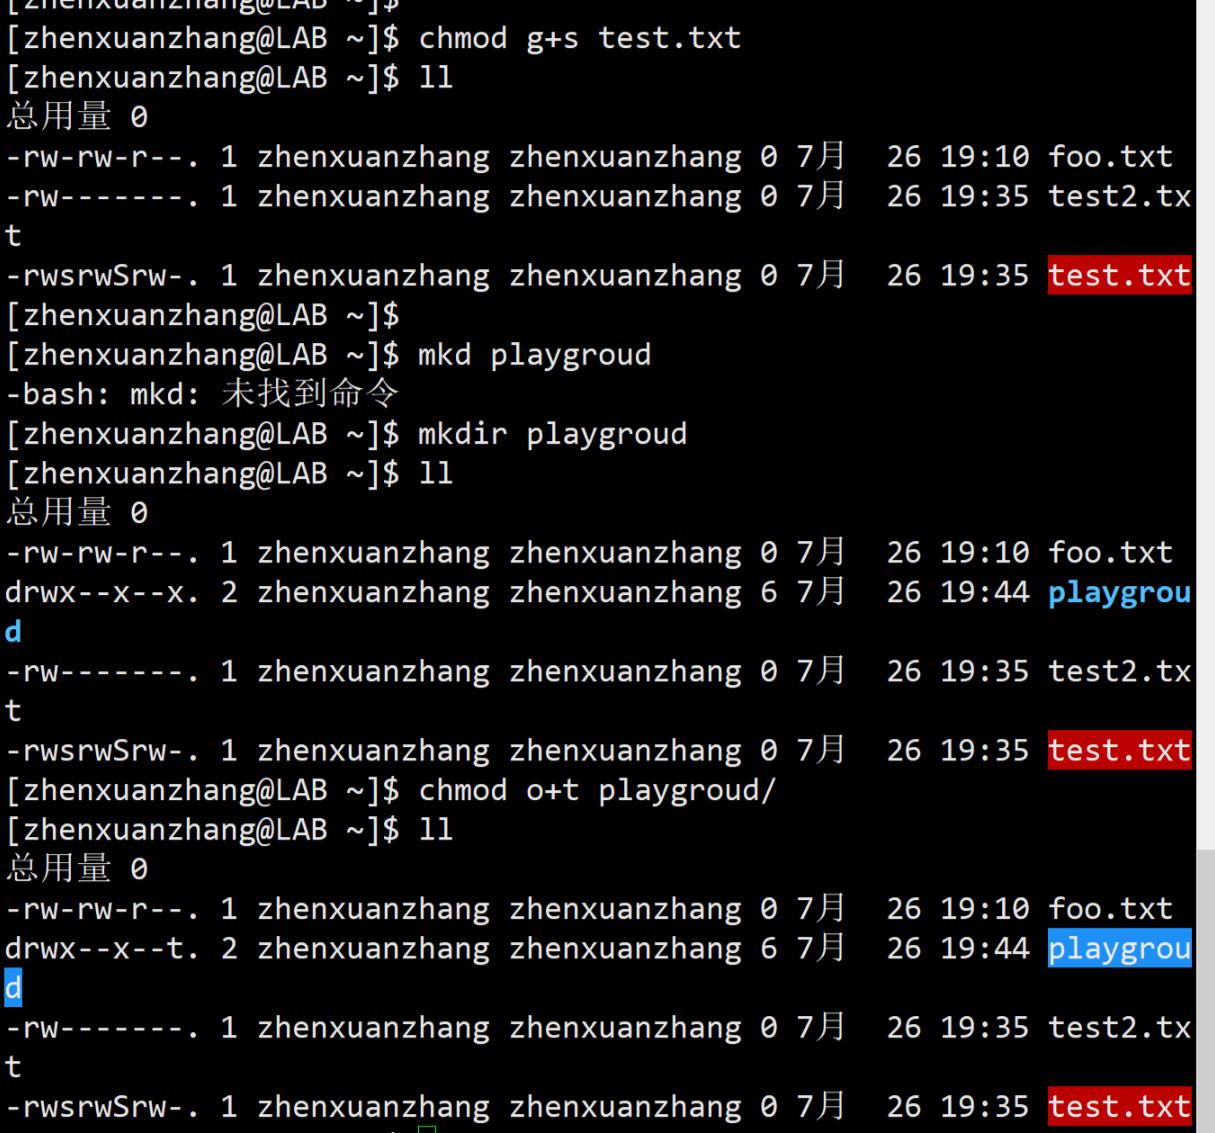 [zhenxuanzhang@LAB ~]$
[zhenxuanzhang@LAB ~]$ chmod g+s test.txt
[zhenxuanzhang@LAB ~]$ ll
总用量 0
-rw-rw-r--. 1 zhenxuanzhang zhenxuanzhang 0 7月  26 19:10 foo.txt
-rw-------. 1 zhenxuanzhang zhenxuanzhang 0 7月  26 19:35 test2.tx
t
-rwsrwSrw-. 1 zhenxuanzhang zhenxuanzhang 0 7月  26 19:35 test.txt
[zhenxuanzhang@LAB ~]$
[zhenxuanzhang@LAB ~]$ mkd playgroud
-bash: mkd: 未找到命令
[zhenxuanzhang@LAB ~]$ mkdir playgroud
[zhenxuanzhang@LAB ~]$ ll
总用量 0
-rw-rw-r--. 1 zhenxuanzhang zhenxuanzhang 0 7月  26 19:10 foo.txt
drwx--x--x. 2 zhenxuanzhang zhenxuanzhang 6 7月  26 19:44 playgrou
d
-rw-------. 1 zhenxuanzhang zhenxuanzhang 0 7月  26 19:35 test2.tx
t
-rwsrwSrw-. 1 zhenxuanzhang zhenxuanzhang 0 7月  26 19:35 test.txt
[zhenxuanzhang@LAB ~]$ chmod o+t playgroud/
[zhenxuanzhang@LAB ~]$ ll
总用量 0
-rw-rw-r--. 1 zhenxuanzhang zhenxuanzhang 0 7月  26 19:10 foo.txt
drwx--x--t. 2 zhenxuanzhang zhenxuanzhang 6 7月  26 19:44 playgrou
d
-rw-------. 1 zhenxuanzhang zhenxuanzhang 0 7月  26 19:35 test2.tx
t
-rwsrwSrw-. 1 zhenxuanzhang zhenxuanzhang 0 7月  26 19:35 test.txt